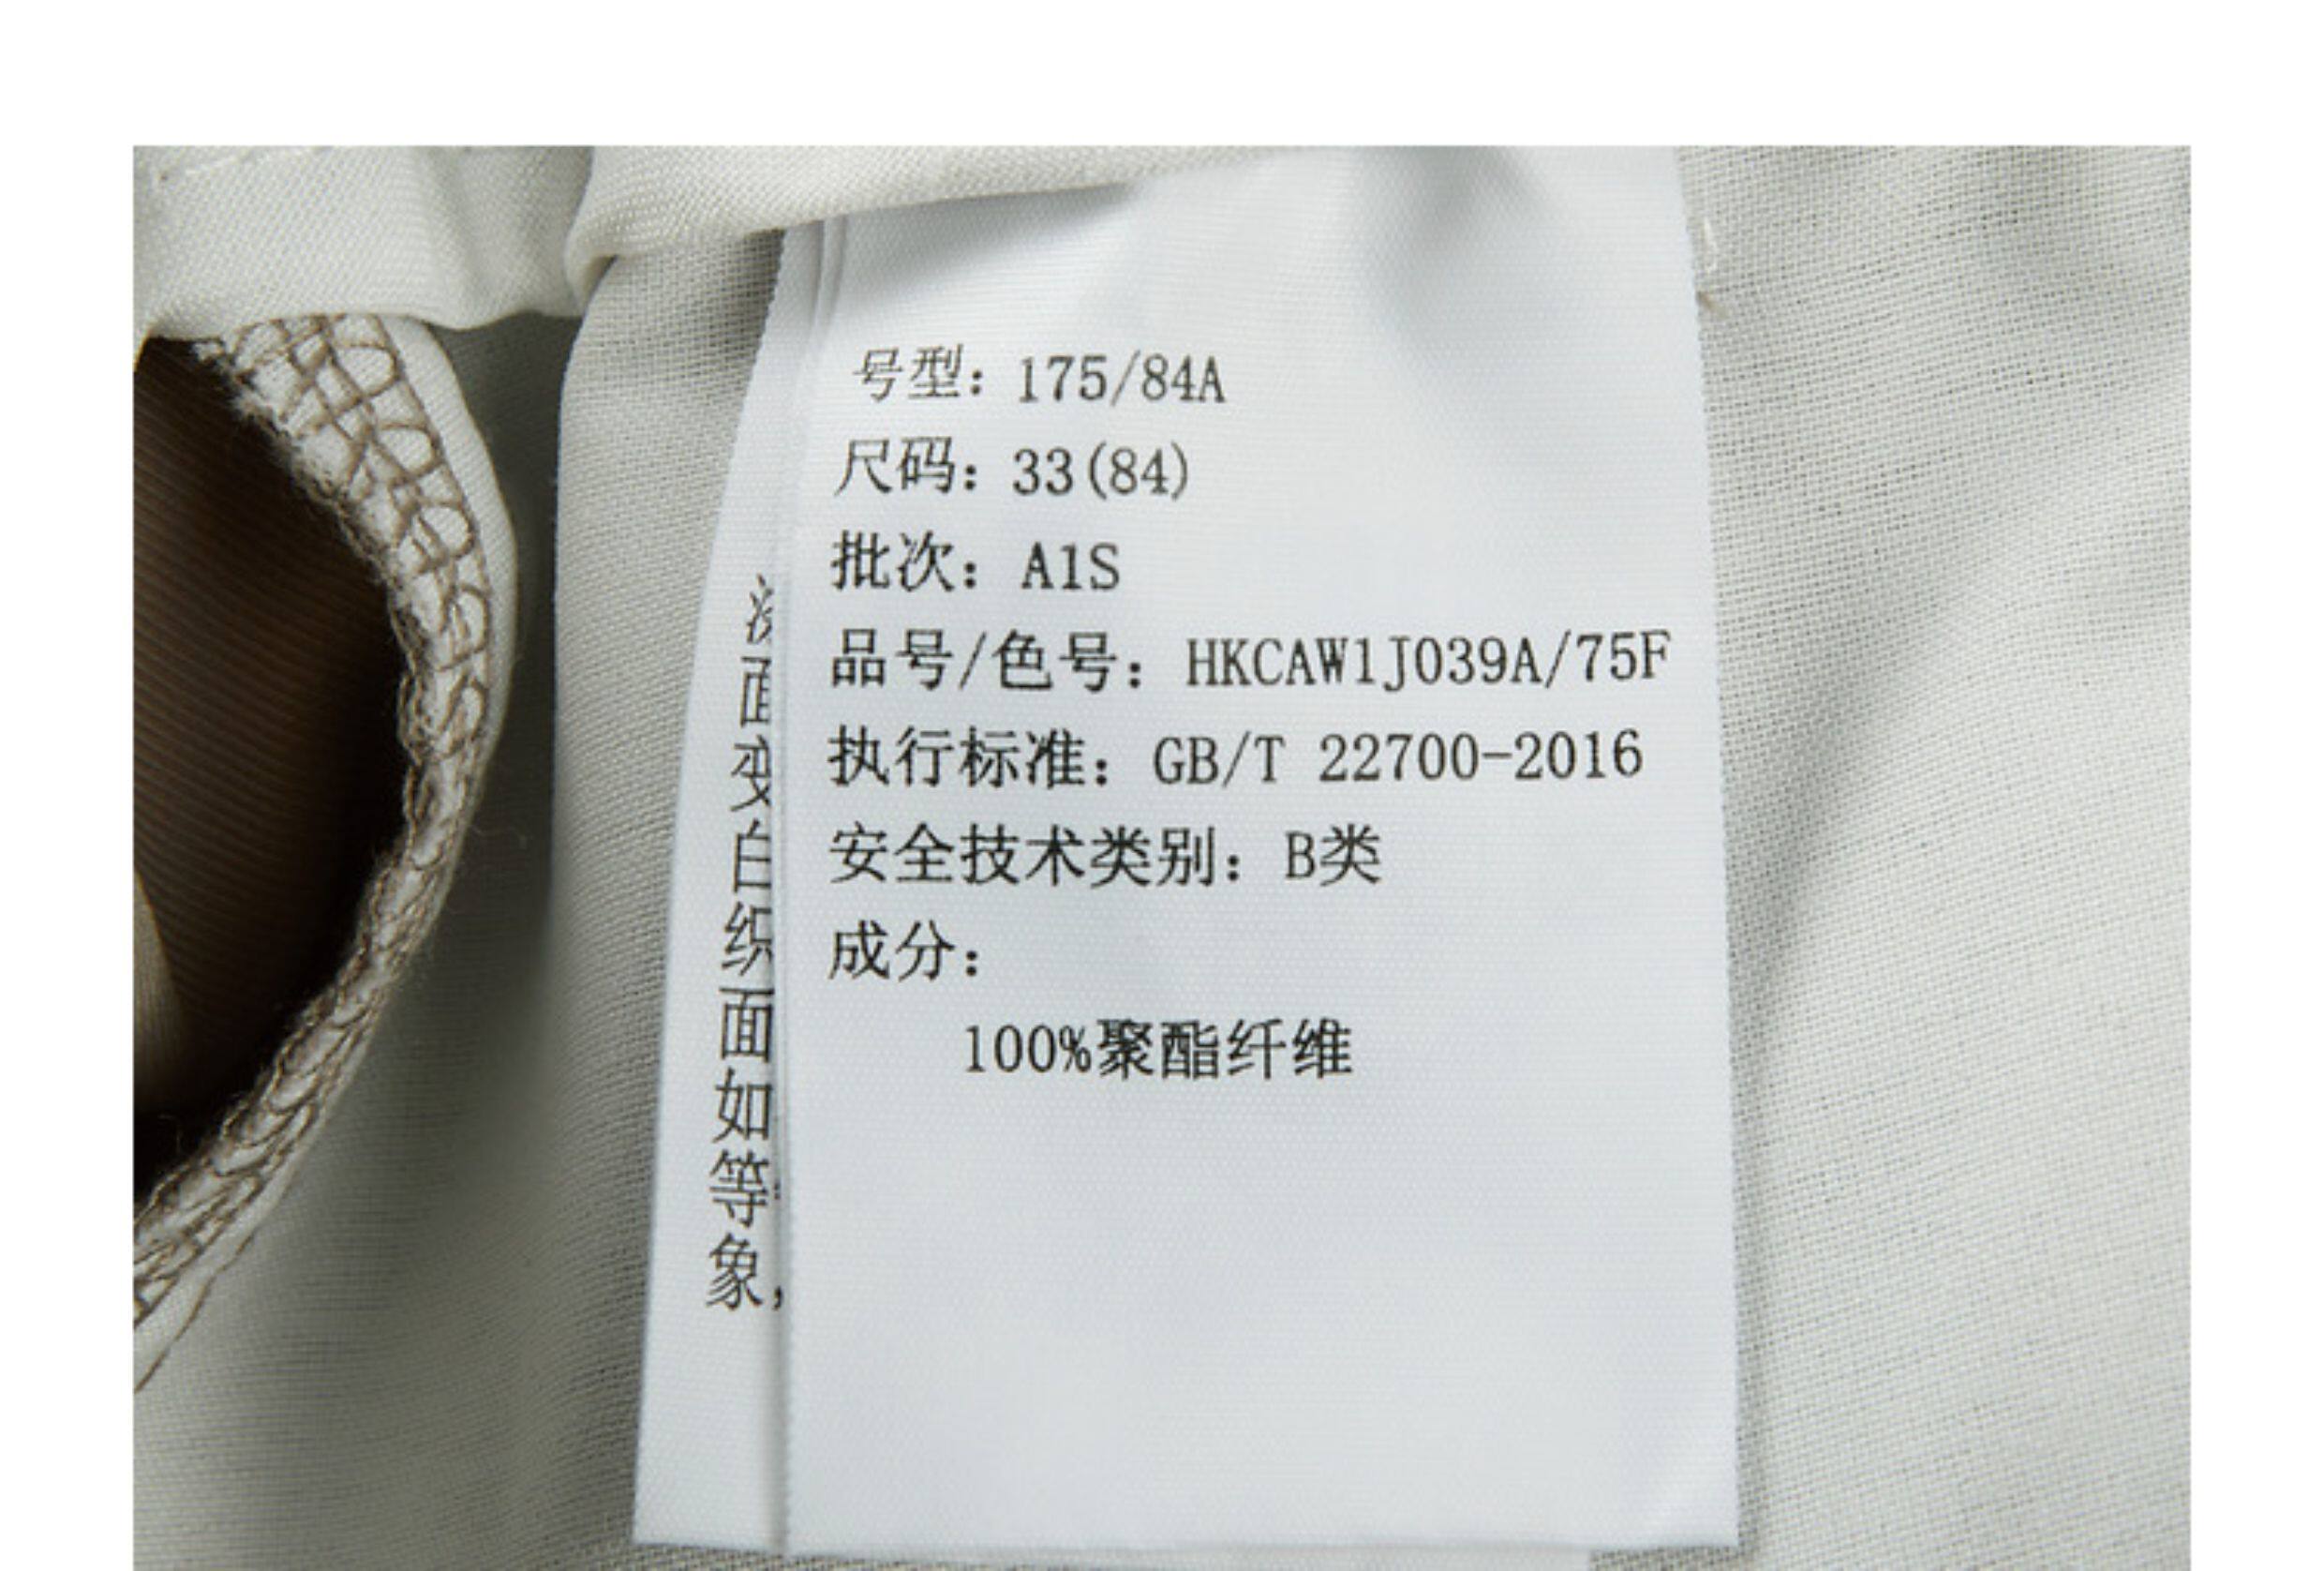 号型：175/84A
尺码：33(84)
批次：A1S
品号/色号：HKCAW1J039A/75F
执行标准：GB/T 22700-2016
安全技术类别：B类
成分：
100%聚酯纤维
面
变
白
织
面
如
等
象，